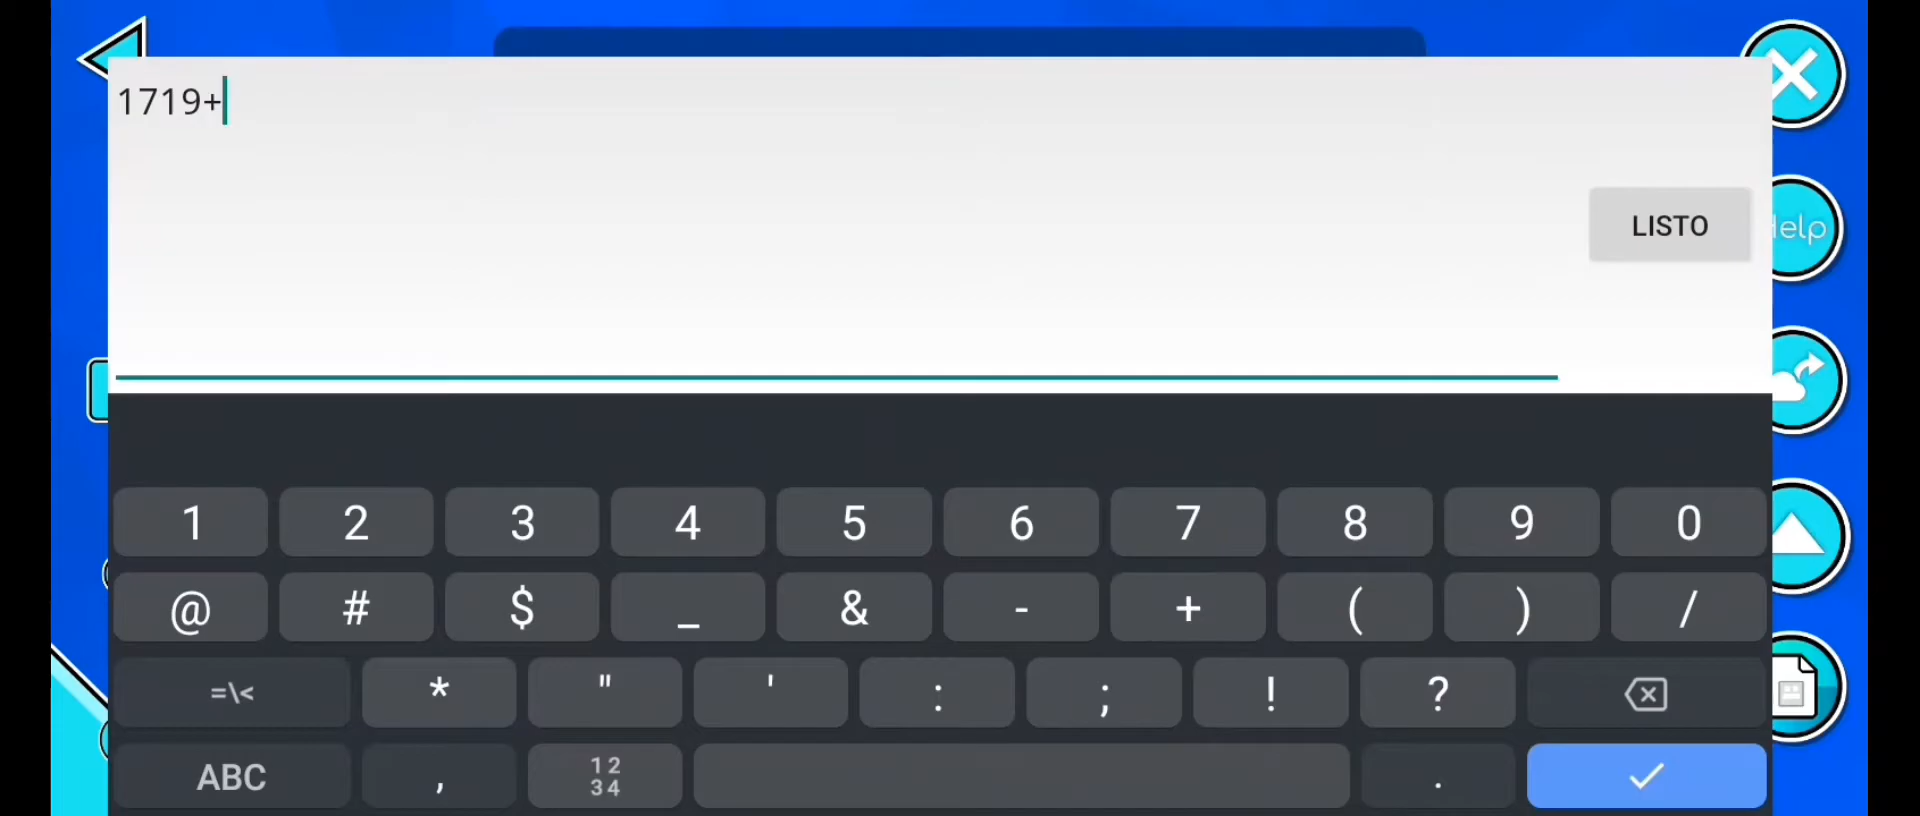 1719+
LISTO
Help
1 2 3 4 5 6 7 8 9 0
@ # $ _ & - + ( ) /
=\< * " ' : ; ! ?
ABC , 12 34 .